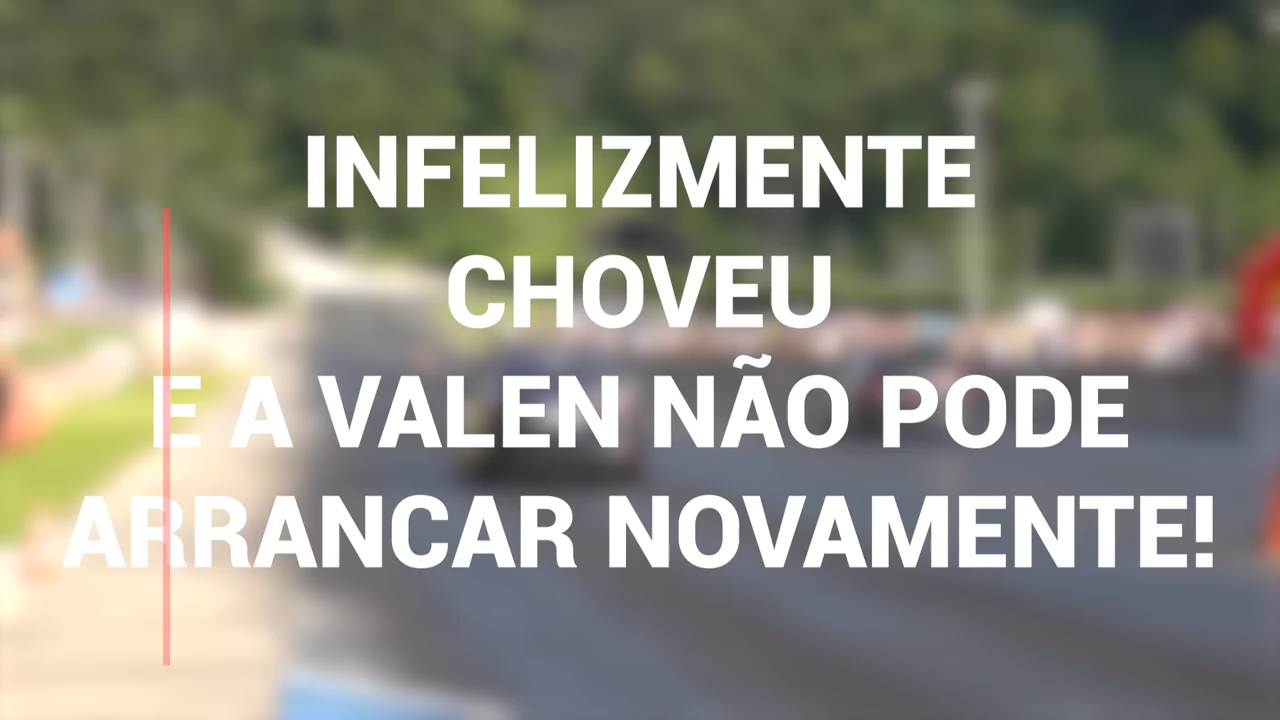 INFELIZMENTE
CHOVEU
E A VALEN NÃO PODE
ARRANCAR NOVAMENTE!